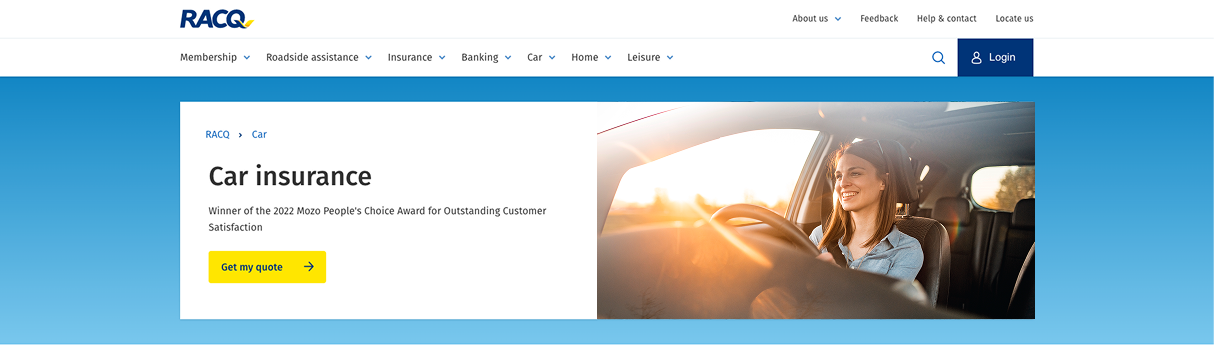 RACQ
About us
Feedback
Help & contact
Locate us
Membership
Roadside assistance
Insurance
Banking
Car
Home
Leisure
Login
RACQ
Car
Car insurance
Winner of the 2022 Mozo People's Choice Award for Outstanding Customer
Satisfaction
Get my quote